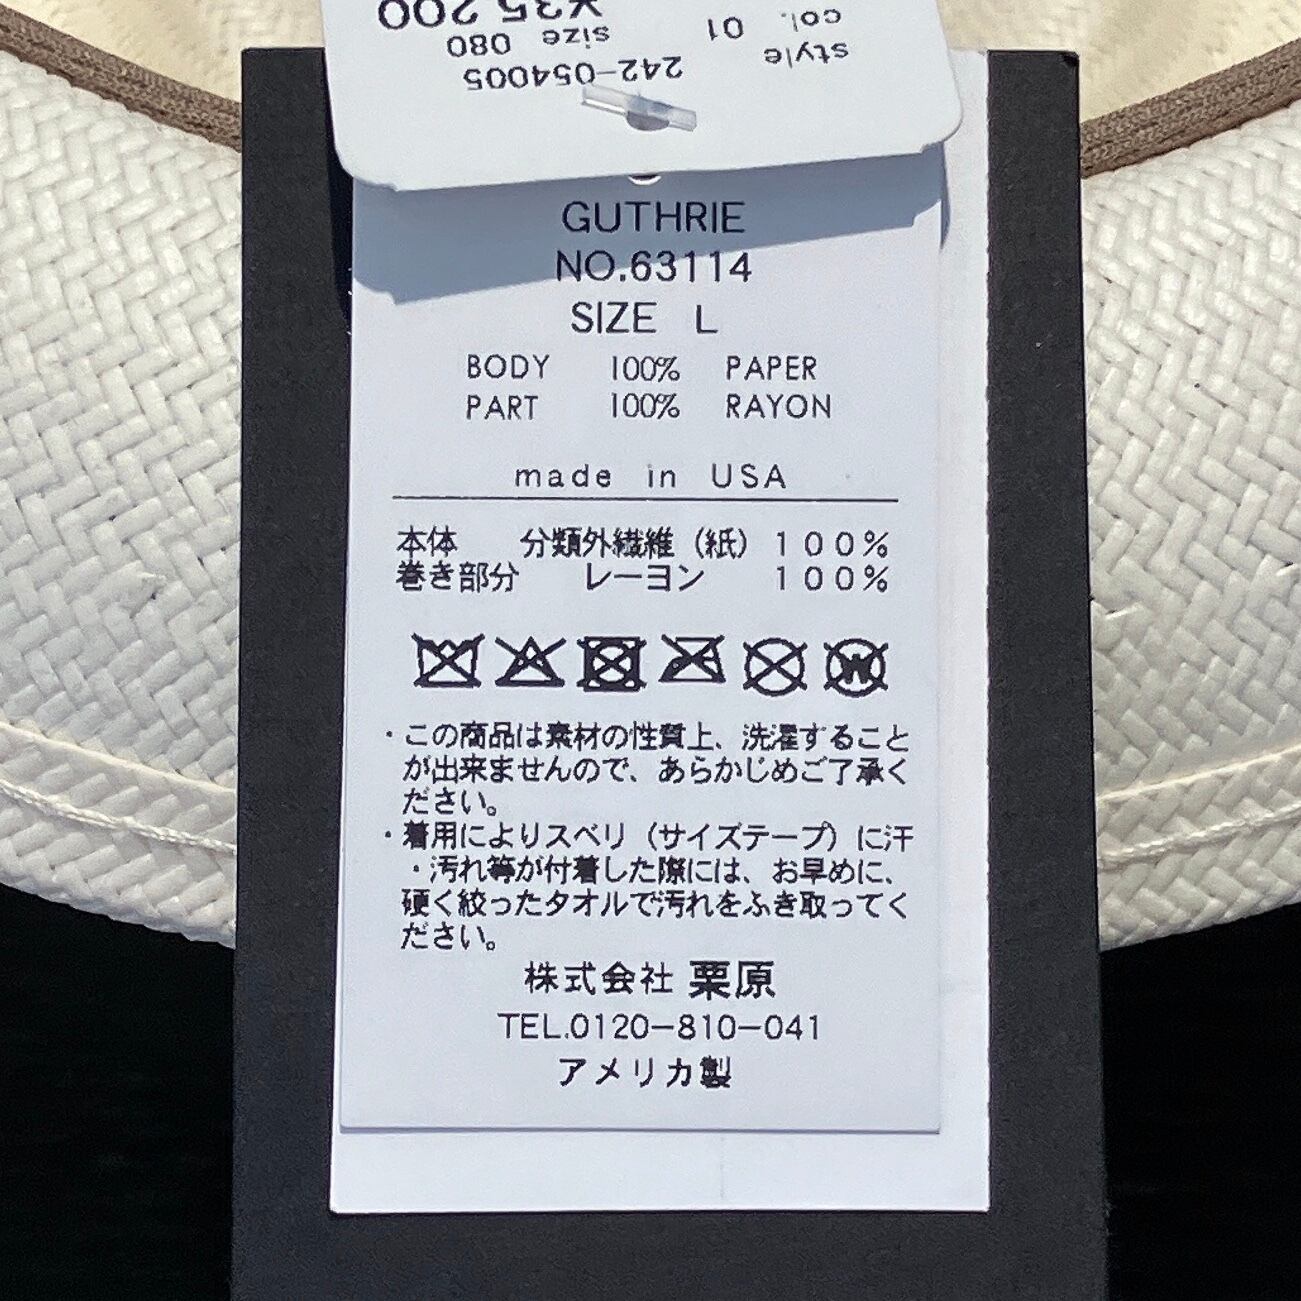 style 242-054005
col. 01 size 080
¥35,200
GUTHRIE
NO.63114
SIZE L
BODY 100% PAPER
PART 100% RAYON
made in USA
本体 分類外繊維（紙）100%
巻き部分 レーヨン 100%
・この商品は素材の性質上、洗濯すること
が出来ませんので、あらかじめご了承く
ださい。
・着用によりスベリ（サイズテープ）に汗
・汚れ等が付着した際には、お早めに、
硬く絞ったタオルで汚れをふき取ってく
ださい。
株式会社 栗原
TEL.0120-810-041
アメリカ製